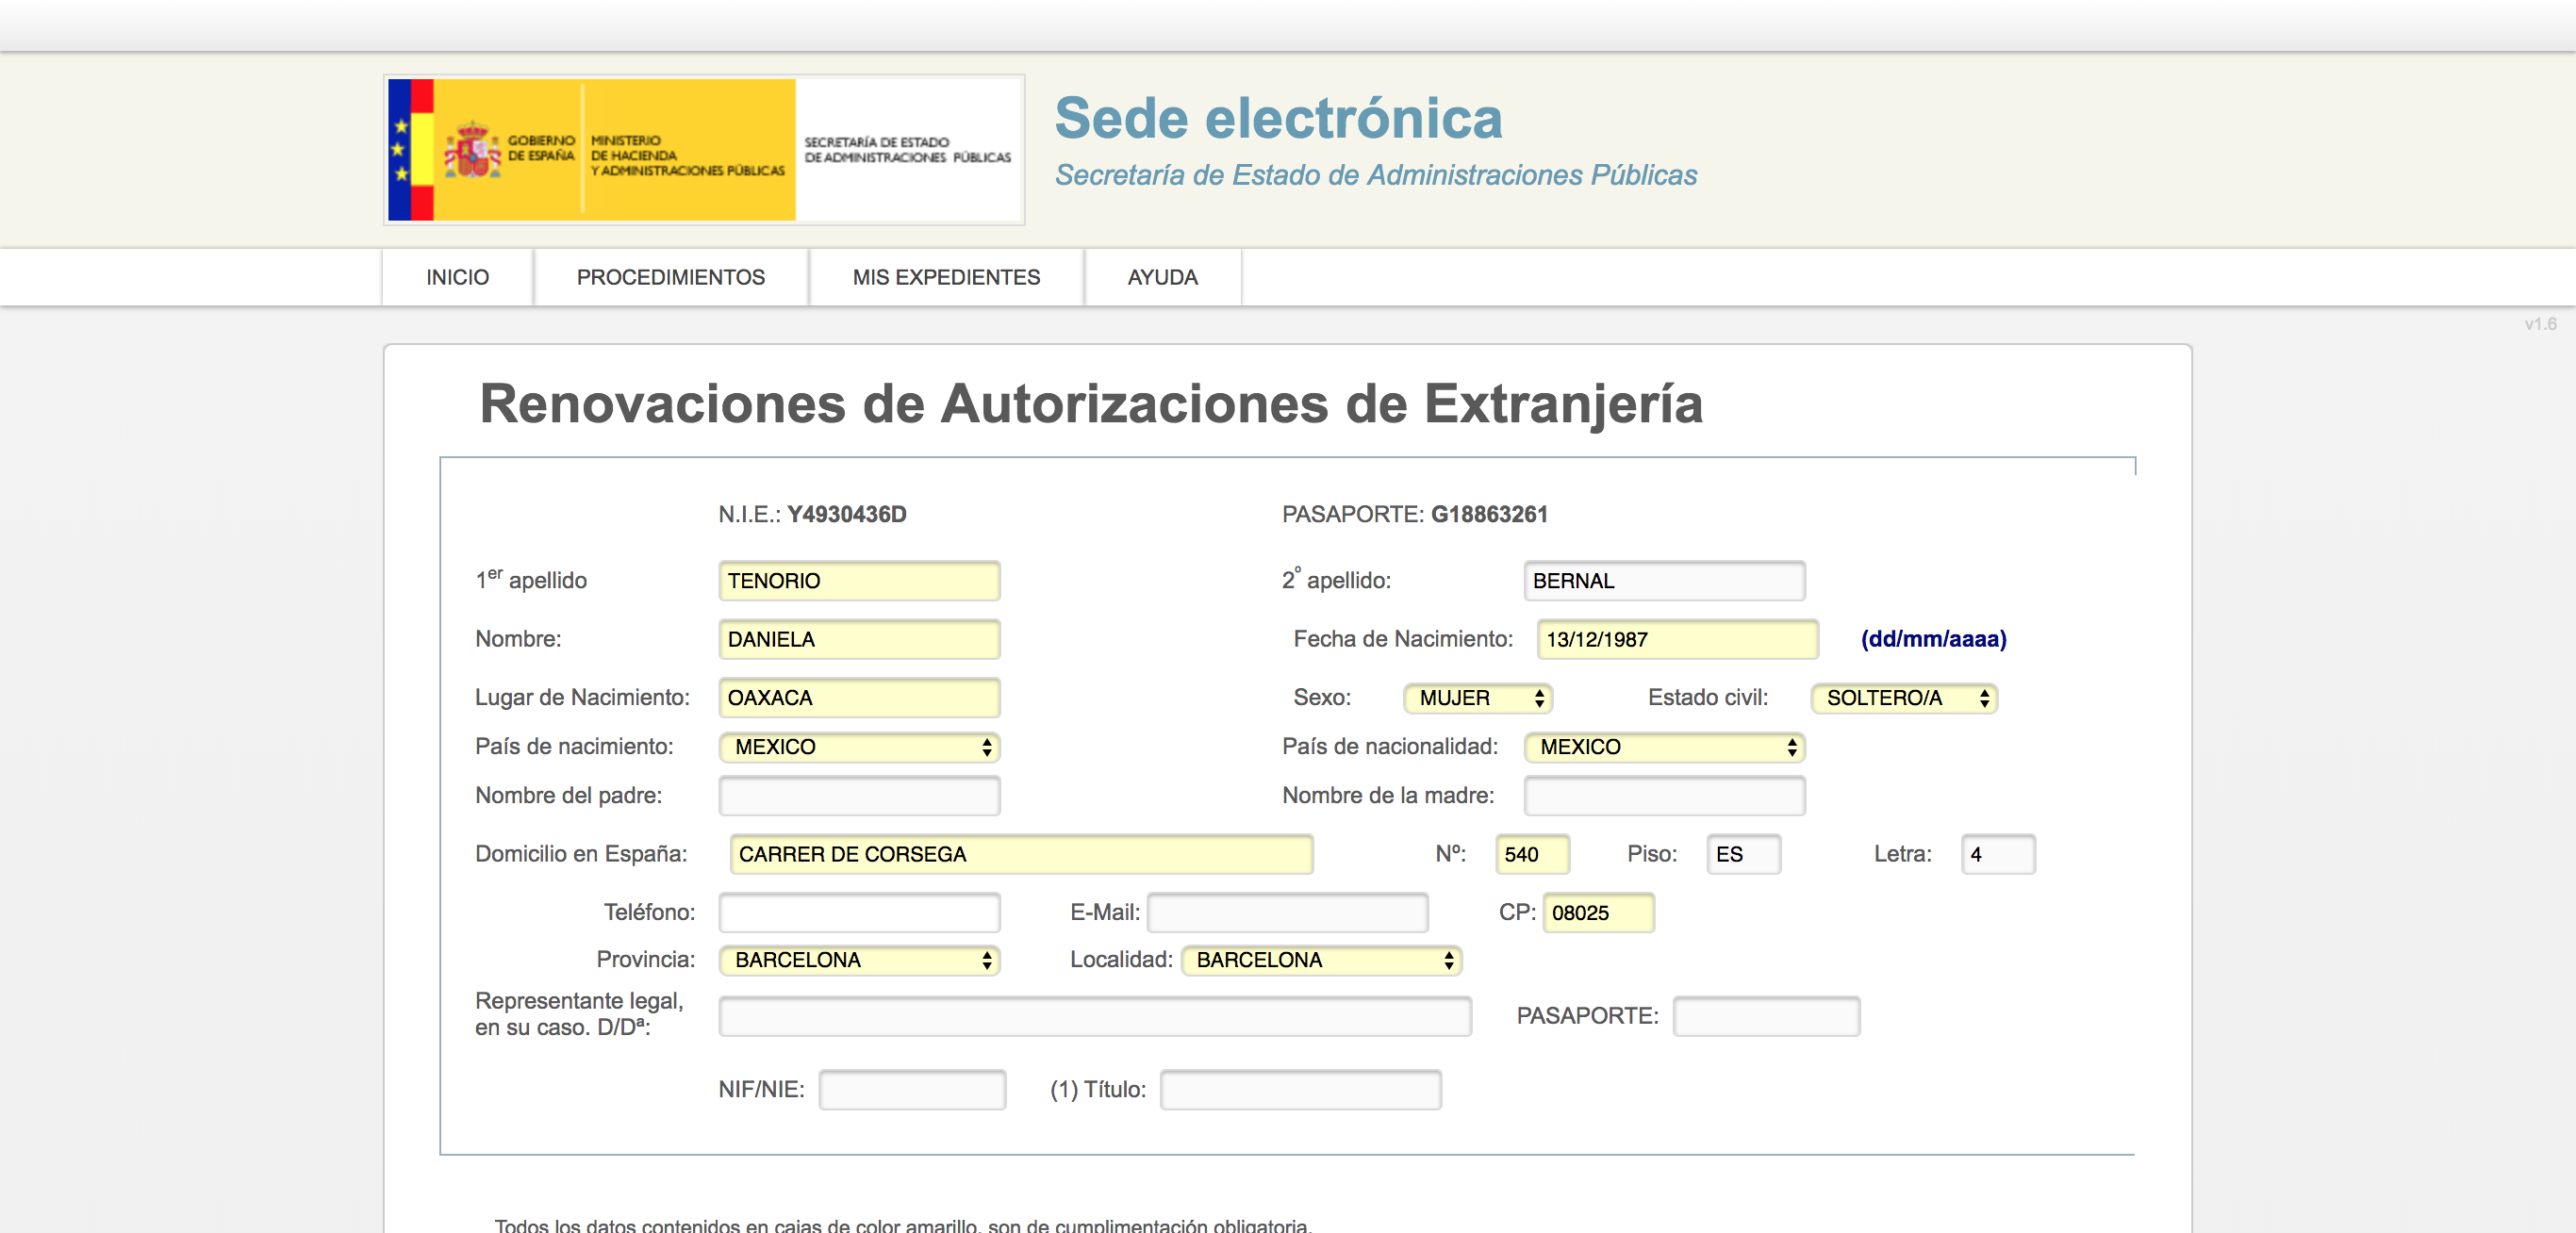 GOBIERNO
DE ESPAÑA
MINISTERIO
DE HACIENDA
Y ADMINISTRACIONES PÚBLICAS
SECRETARÍA DE ESTADO
DE ADMINISTRACIONES PÚBLICAS
Sede electrónica
Secretaría de Estado de Administraciones Públicas
INICIO PROCEDIMIENTOS MIS EXPEDIENTES AYUDA
v1.6
Renovaciones de Autorizaciones de Extranjería
N.I.E.: Y4930436D PASAPORTE: G18863261
1er apellido TENORIO 2º apellido: BERNAL
Nombre: DANIELA Fecha de Nacimiento: 13/12/1987 (dd/mm/aaaa)
Lugar de Nacimiento: OAXACA Sexo: MUJER Estado civil: SOLTERO/A
País de nacimiento: MEXICO País de nacionalidad: MEXICO
Nombre del padre: Nombre de la madre:
Domicilio en España: CARRER DE CORSEGA Nº: 540 Piso: ES Letra: 4
Teléfono: E-Mail: CP: 08025
Provincia: BARCELONA Localidad: BARCELONA
Representante legal,
en su caso. D/Dª: PASAPORTE:
NIF/NIE: (1) Título:
Todos los datos contenidos en cajas de color amarillo, son de cumplimentación obligatoria.